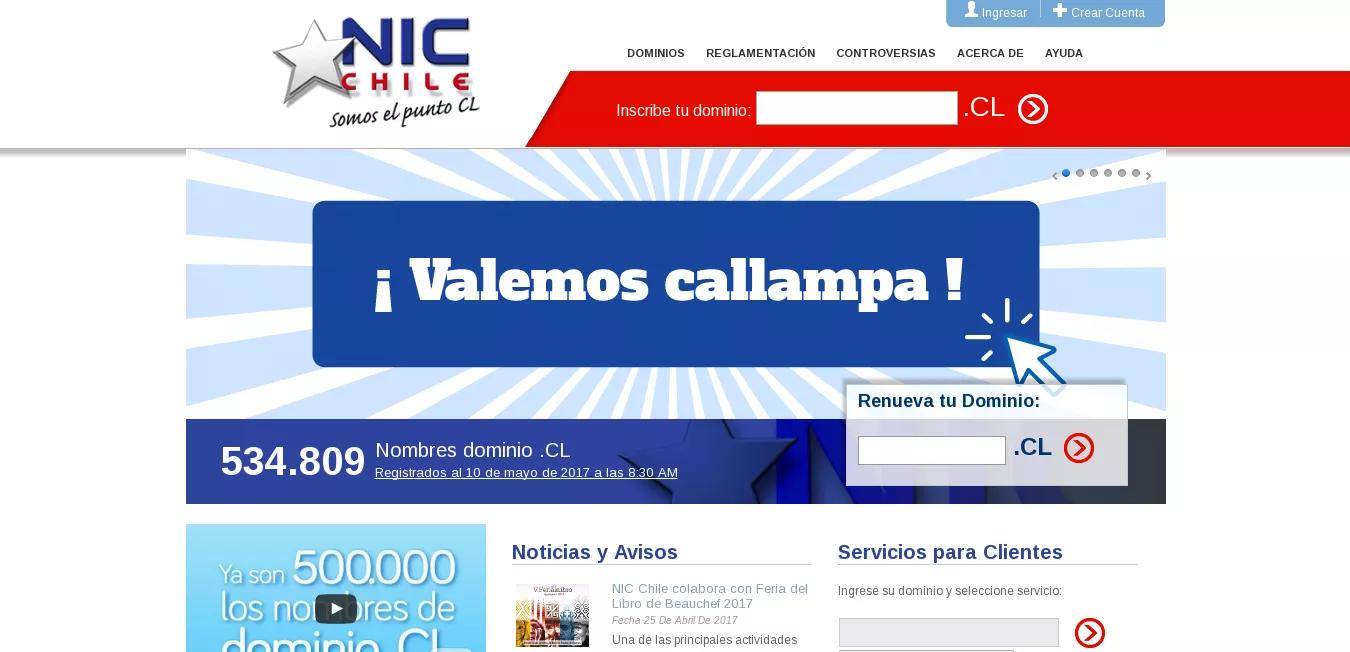 Ingresar
Crear Cuenta
NIC
CHILE
somos el punto CL
DOMINIOS REGLAMENTACIÓN CONTROVERSIAS ACERCA DE AYUDA
Inscribe tu dominio: .CL
¡ Valemos callampa !
Renueva tu Dominio:
.CL
534.809 Nombres dominio .CL
Registrados al 10 de mayo de 2017 a las 8:30 AM
Ya son 500.000
los nombres de
dominio .CL
Noticias y Avisos
NIC Chile colabora con Feria del
Libro de Beauchef 2017
Fecha 25 De Abril De 2017
Una de las principales actividades
Servicios para Clientes
Ingrese su dominio y seleccione servicio: